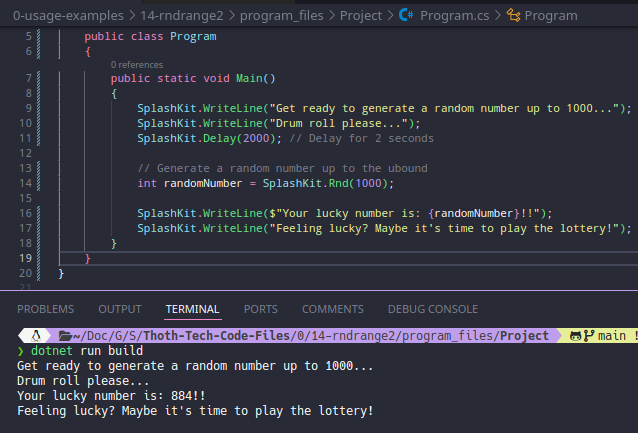 0-usage-examples > 14-rndrange2 > program_files > Project > Program.cs > Program
5 public class Program
6 {
0 references
7 public static void Main()
8 {
9 SplashKit.WriteLine("Get ready to generate a random number up to 1000...");
10 SplashKit.WriteLine("Drum roll please...");
11 SplashKit.Delay(2000); // Delay for 2 seconds
12
13 // Generate a random number up to the ubound
14 int randomNumber = SplashKit.Rnd(1000);
15
16 SplashKit.WriteLine($"Your lucky number is: {randomNumber}!!");
17 SplashKit.WriteLine("Feeling lucky? Maybe it's time to play the lottery!");
18 }
19 }
20 }
21
PROBLEMS OUTPUT TERMINAL PORTS COMMENTS DEBUG CONSOLE
~/Doc/G/S/Thoth-Tech-Code-Files/0/14-rndrange2/program_files/Project main !
❯ dotnet run build
Get ready to generate a random number up to 1000...
Drum roll please...
Your lucky number is: 884!!
Feeling lucky? Maybe it's time to play the lottery!